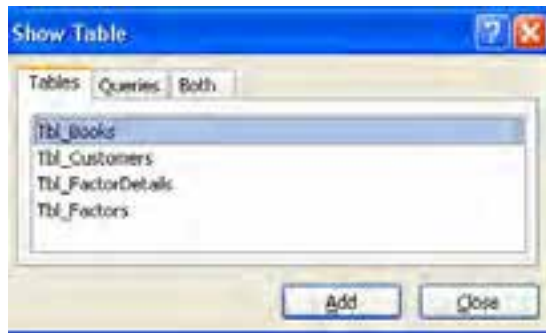 Show Table
Tables Queries Both
Tbl_Books
Tbl_Customers
Tbl_FactorDetails
Tbl_Factors
Add Close